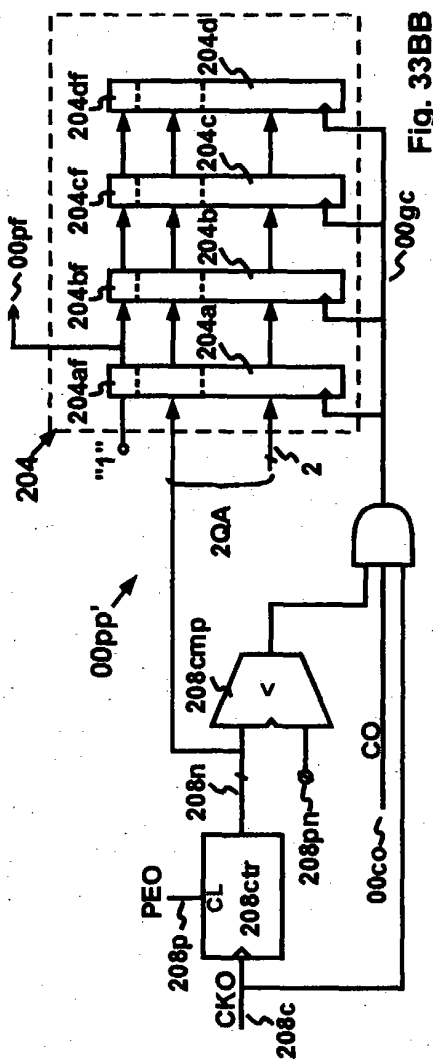 204
204af
00pf
204bf
204cf
204df
204a
204b
204c
204d
"1"
2QA
2
00pp'
208cmp
<
208n
208pn
PEO
208p
CL
208ctr
CKO
208c
CO
00co
00gc
Fig. 33BB